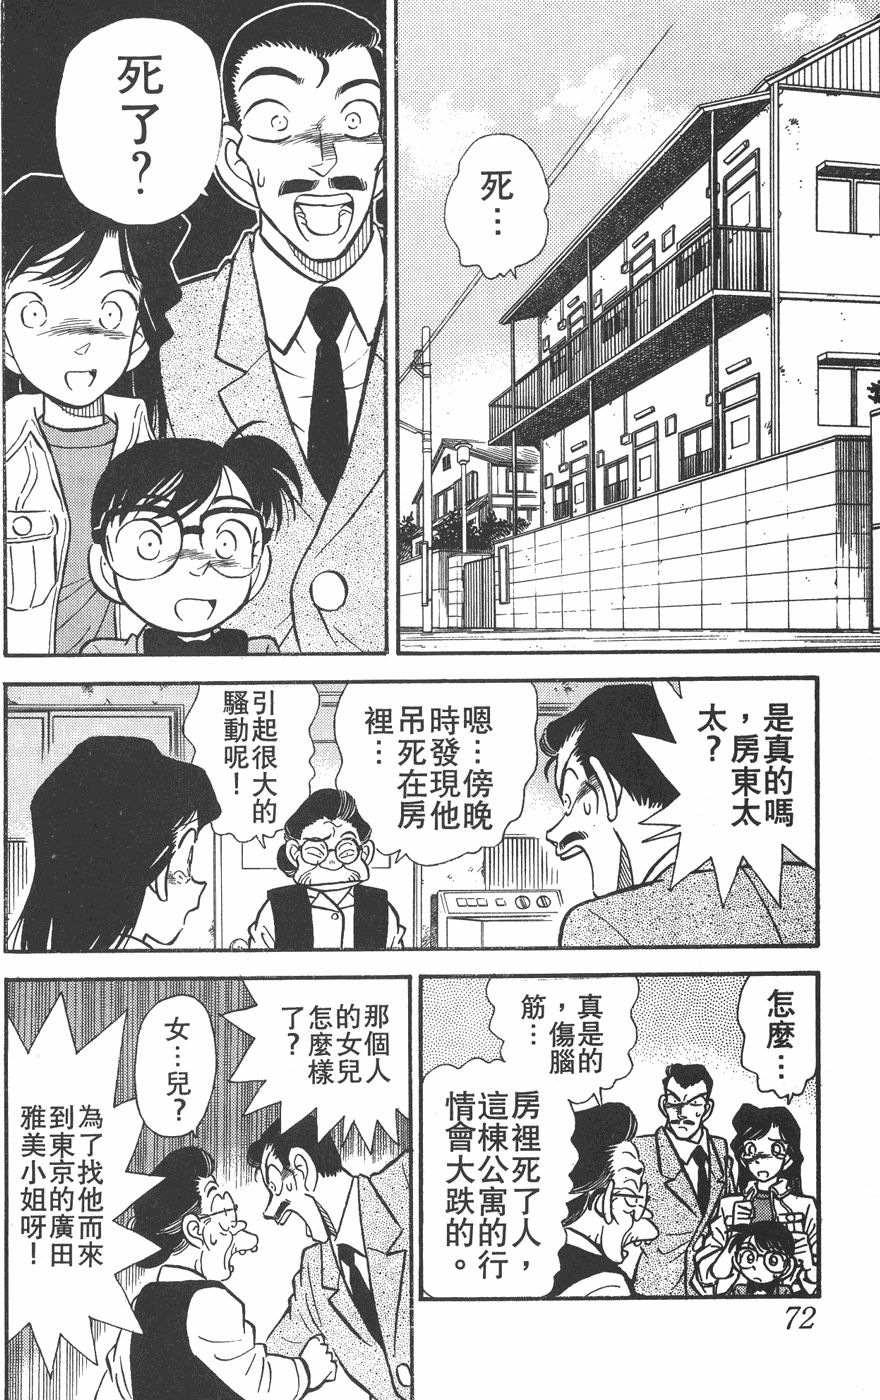 死…
死了？
是真的嗎
，房東太
太？
嗯…傍晚
時發現他
吊死在房
裡…
引起很大的
騷動呢！
怎麼…
真是的
，傷腦
筋…
房裡死了人，
這棟公寓的行
情會大跌的。
那個人
的女兒
怎麼樣
了？
女…兒？
為了找他而來
到東京的廣田
雅美小姐呀！
72